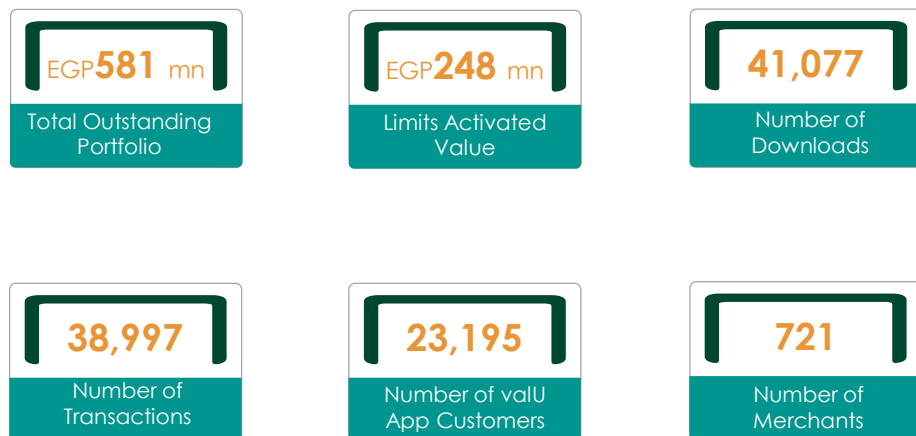 EGP581 mn
Total Outstanding
Portfolio
EGP248 mn
Limits Activated
Value
41,077
Number of
Downloads
38,997
Number of
Transactions
23,195
Number of valU
App Customers
721
Number of
Merchants